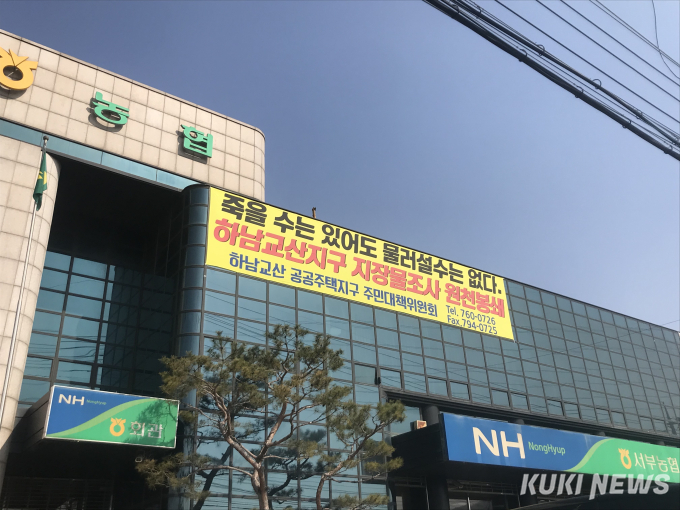 농협
죽을 수는 있어도 물러설수는 없다.
하남교산지구 지장물조사 원천봉쇄
하남교산 공공주택지구 주민대책위원회
Tel. 760-0726
Fax. 794-0725
NH NongHyup
회관
NH NongHyup
서부농협
KUKI NEWS